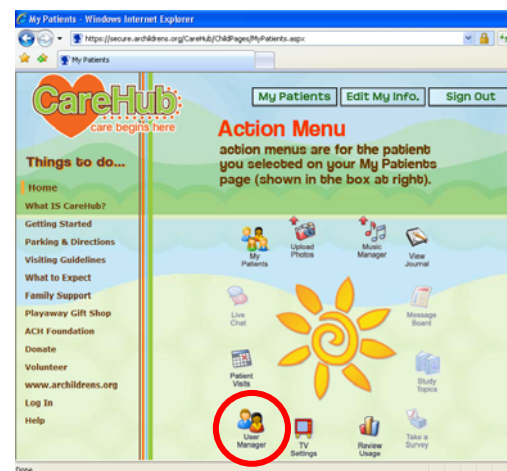 My Patients - Windows Internet Explorer
https://secure.archildrens.org/CareHub/ChildPages/MyPatients.aspx
My Patients
CareHub
care begins here
My Patients
Edit My Info.
Sign Out
Action Menu
action menus are for the patient
you selected on your My Patients
page (shown in the box at right).
Things to do...
Home
What IS CareHub?
Getting Started
Parking & Directions
Visiting Guidelines
What to Expect
Family Support
Playaway Gift Shop
ACH Foundation
Donate
Volunteer
www.archildrens.org
Log In
Help
My
Patients
Upload
Photos
Music
Manager
View
Journal
Live
Chat
Message
Board
Patient
Visits
Study
Topics
User
Manager
TV
Settings
Review
Usage
Take a
Survey
Done